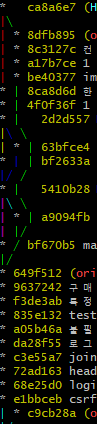 * ca8a6e7 (H
|\
| * 8dfb895 (o
* | 8c3127c 컨
* | a17b7ce 1
* | be40377 im
| * | 8ca8d6d 한
* | 4f0f36f 1
* | 2d2d557
|\ \
| * | 63bfce4
* | | bf2633a
|/ /
* | 5410b28
|\ \
| * | a9094fb
| |/
|/ bf670b5 ma
* 649f512 (ori
* 9637242 구매
* f3de3ab 특정
* 835e132 test
* a05b46a 불필
* da28f55 로그
* c3e55a7 join
* 72ad163 head
* 68e25d0 logi
* e1bbceb csrf
| * c9cb28a (o